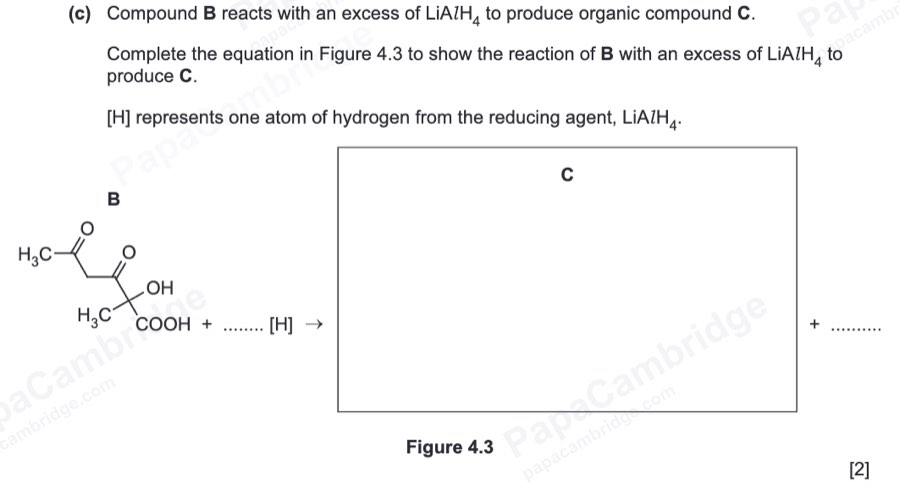 (c) Compound B reacts with an excess of LiAlH₄ to produce organic compound C.
Complete the equation in Figure 4.3 to show the reaction of B with an excess of LiAlH₄ to
produce C.
[H] represents one atom of hydrogen from the reducing agent, LiAlH₄.
C
B
O
H₃C
O
OH
H₃C
COOH + ........ [H] → + ..........
Figure 4.3
[2]
PapaCambridge
papacambridge.com